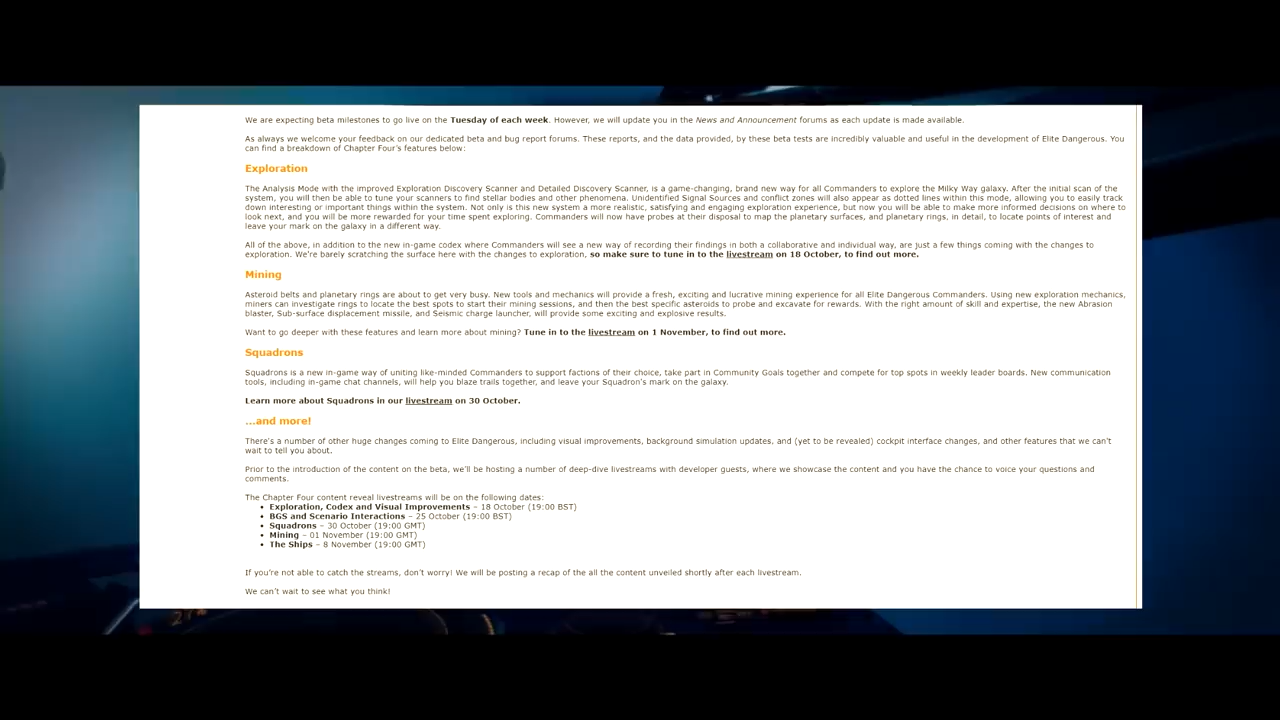 We are expecting beta milestones to go live on the Tuesday of each week. However, we will update you in the News and Announcement forums as each update is made available.
As always we welcome your feedback on our dedicated beta and bug report forums. These reports, and the data provided, by these beta tests are incredibly valuable and useful in the development of Elite Dangerous. You
can find a breakdown of Chapter Four's features below:
Exploration
The Analysis Mode with the improved Exploration Discovery Scanner and Detailed Discovery Scanner, is a game-changing, brand new way for all Commanders to explore the Milky Way galaxy. After the initial scan of the
system, you will then be able to tune your scanners to find stellar bodies and other phenomena. Unidentified Signal Sources and conflict zones will also appear as dotted lines within this mode, allowing you to easily track
down interesting or important things within the system. Not only is this new system a more realistic, satisfying and engaging exploration experience, but now you will be able to make more informed decisions on where to
look next, and you will be more rewarded for your time spent exploring. Commanders will now have probes at their disposal to map the planetary surfaces, and planetary rings, in detail, to locate points of interest and
leave your mark on the galaxy in a different way.
All of the above, in addition to the new in-game codex where Commanders will see a new way of recording their findings in both a collaborative and individual way, are just a few things coming with the changes to
exploration. We're barely scratching the surface here with the changes to exploration, so make sure to tune in to the livestream on 18 October, to find out more.
Mining
Asteroid belts and planetary rings are about to get very busy. New tools and mechanics will provide a fresh, exciting and lucrative mining experience for all Elite Dangerous Commanders. Using new exploration mechanics,
miners can investigate rings to locate the best spots to start their mining sessions, and then the best specific asteroids to probe and excavate for rewards. With the right amount of skill and expertise, the new Abrasion
blaster, Sub-surface displacement missile, and Seismic charge launcher, will provide some exciting and explosive results.
Want to go deeper with these features and learn more about mining? Tune in to the livestream on 1 November, to find out more.
Squadrons
Squadrons is a new in-game way of uniting like-minded Commanders to support factions of their choice, take part in Community Goals together and compete for top spots in weekly leader boards. New communication
tools, including in-game chat channels, will help you blaze trails together, and leave your Squadron's mark on the galaxy.
Learn more about Squadrons in our livestream on 30 October.
...and more!
There's a number of other huge changes coming to Elite Dangerous, including visual improvements, background simulation updates, and (yet to be revealed) cockpit interface changes, and other features that we can't
wait to tell you about.
Prior to the introduction of the content on the beta, we'll be hosting a number of deep-dive livestreams with developer guests, where we showcase the content and you have the chance to voice your questions and
comments.
The Chapter Four content reveal livestreams will be on the following dates:
• Exploration, Codex and Visual Improvements – 18 October (19:00 BST)
• BGS and Scenario Interactions – 25 October (19:00 BST)
• Squadrons – 30 October (19:00 GMT)
• Mining – 01 November (19:00 GMT)
• The Ships – 8 November (19:00 GMT)
If you're not able to catch the streams, don't worry! We will be posting a recap of the all the content unveiled shortly after each livestream.
We can't wait to see what you think!